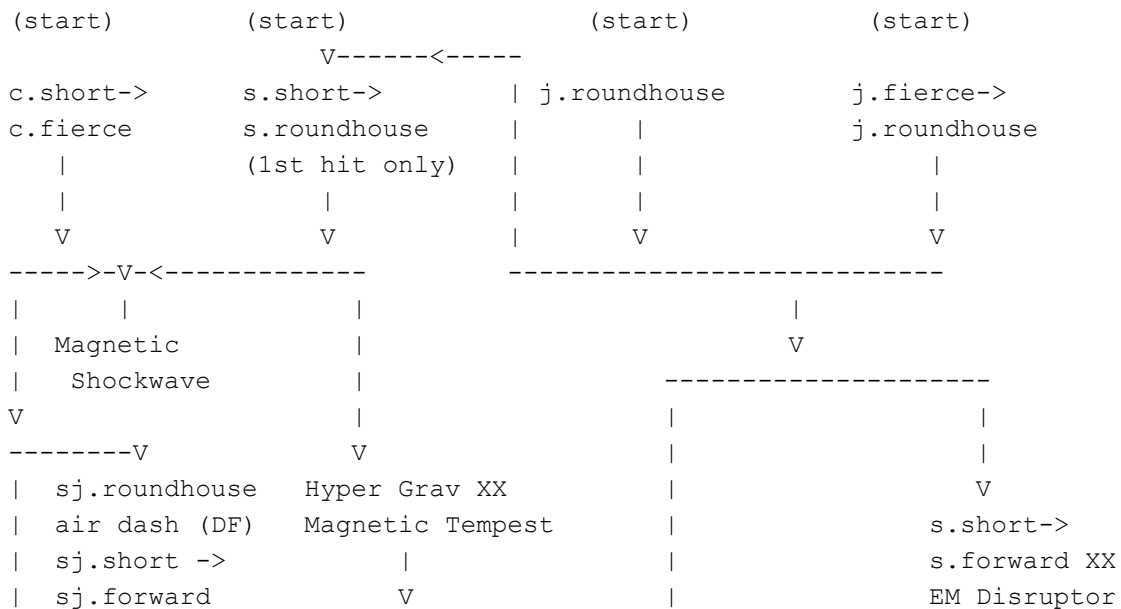 (start)        (start)                 (start)           (start)
                    V------<-----
c.short->      s.short->        | j.roundhouse        j.fierce->
c.fierce       s.roundhouse     |       |             j.roundhouse
   |           (1st hit only)   |       |                  |
   |                |           |       |                  |
   V                V           |       V                  V
----->-V-<-------------         ----------------------------
|      |              |                           |
|  Magnetic           |                           V
|   Shockwave         |                   ---------------------
V                     |                   |                   |
--------V             V                   |                   |
|  sj.roundhouse   Hyper Grav XX          |                   V
|  air dash (DF)   Magnetic Tempest       |                s.short->
|  sj.short ->           |                |                s.forward XX
|  sj.forward            V                |                EM Disruptor